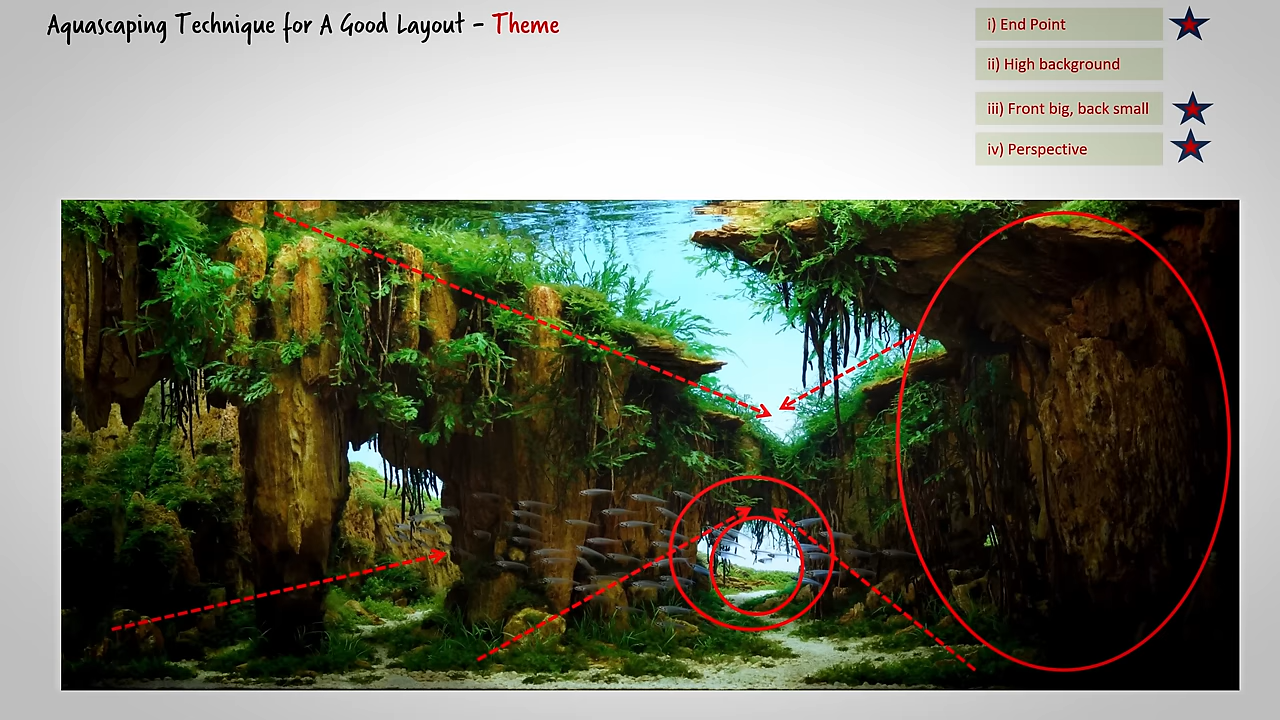 Aquascaping Technique for A Good Layout - Theme
i) End Point
ii) High background
iii) Front big, back small
iv) Perspective